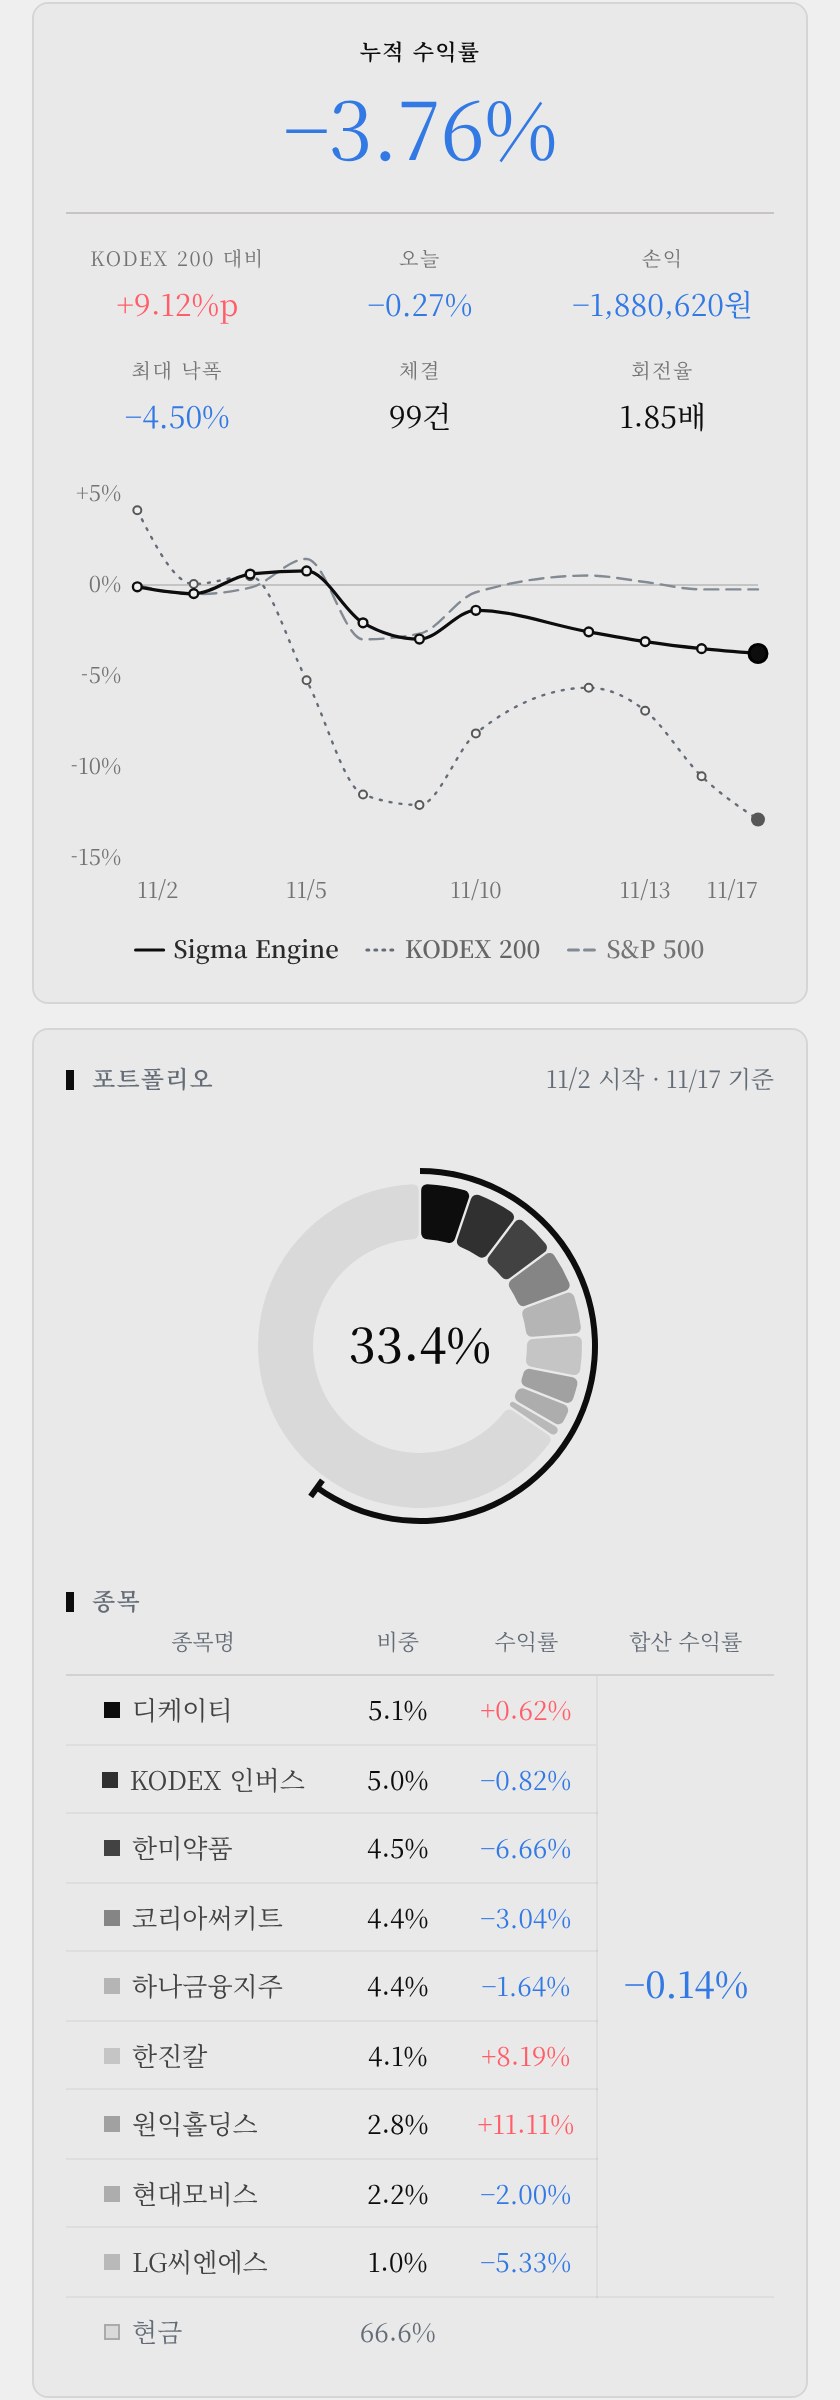 누적 수익률
−3.76%
KODEX 200 대비 오늘 손익
+9.12%p −0.27% −1,880,620원
최대 낙폭 체결 회전율
−4.50% 99건 1.85배
+5%
0%
-5%
-10%
-15%
11/2 11/5 11/10 11/13 11/17
Sigma Engine KODEX 200 S&P 500
포트폴리오 11/2 시작 · 11/17 기준
33.4%
종목
종목명 비중 수익률 합산 수익률
디케이티 5.1% +0.62%
KODEX 인버스 5.0% −0.82%
한미약품 4.5% −6.66%
코리아써키트 4.4% −3.04%
하나금융지주 4.4% −1.64% −0.14%
한진칼 4.1% +8.19%
원익홀딩스 2.8% +11.11%
현대모비스 2.2% −2.00%
LG씨엔에스 1.0% −5.33%
현금 66.6%